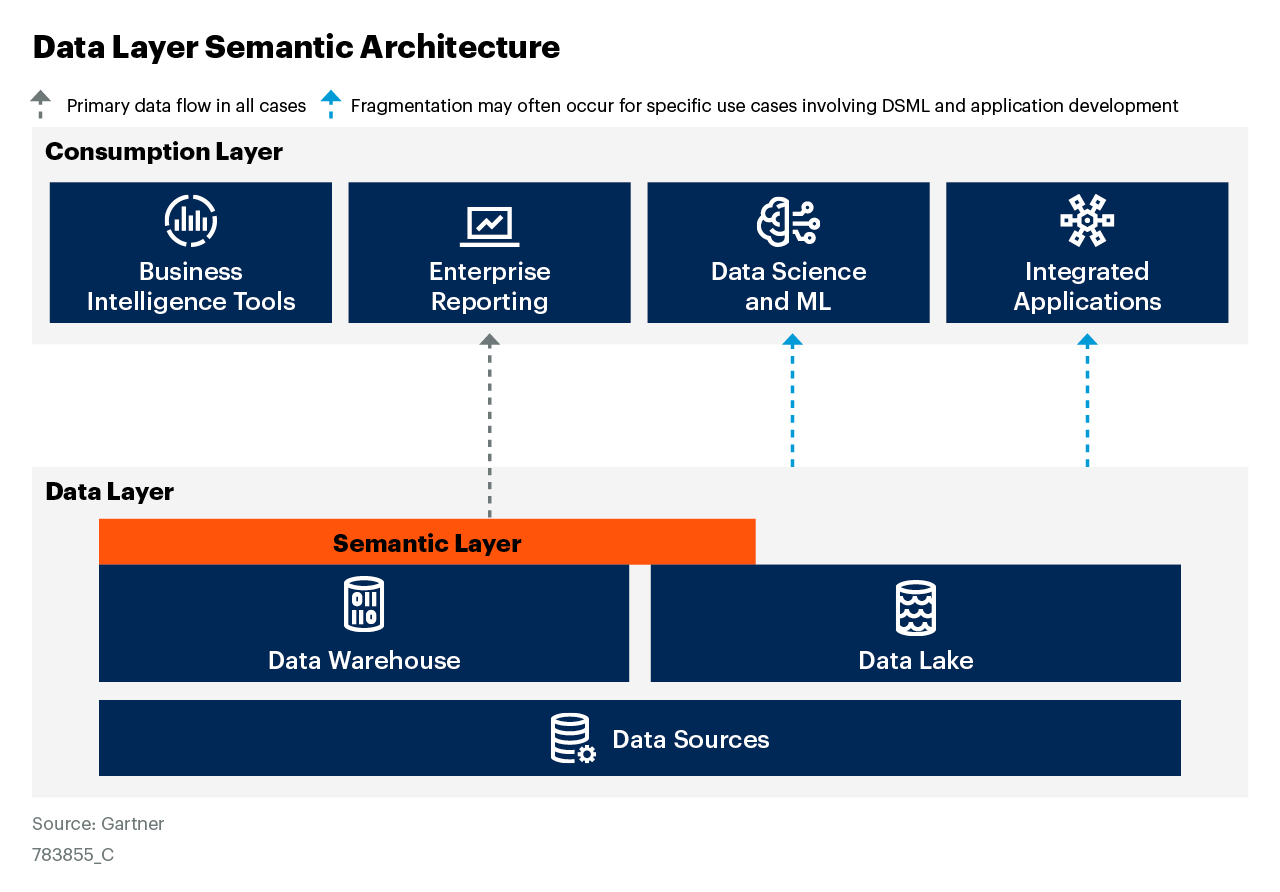 Data Layer Semantic Architecture
Primary data flow in all cases
Fragmentation may often occur for specific use cases involving DSML and application development
Consumption Layer
Business
Intelligence Tools
Enterprise
Reporting
Data Science
and ML
Integrated
Applications
Data Layer
Semantic Layer
Data Warehouse
Data Lake
Data Sources
Source: Gartner
783855_C